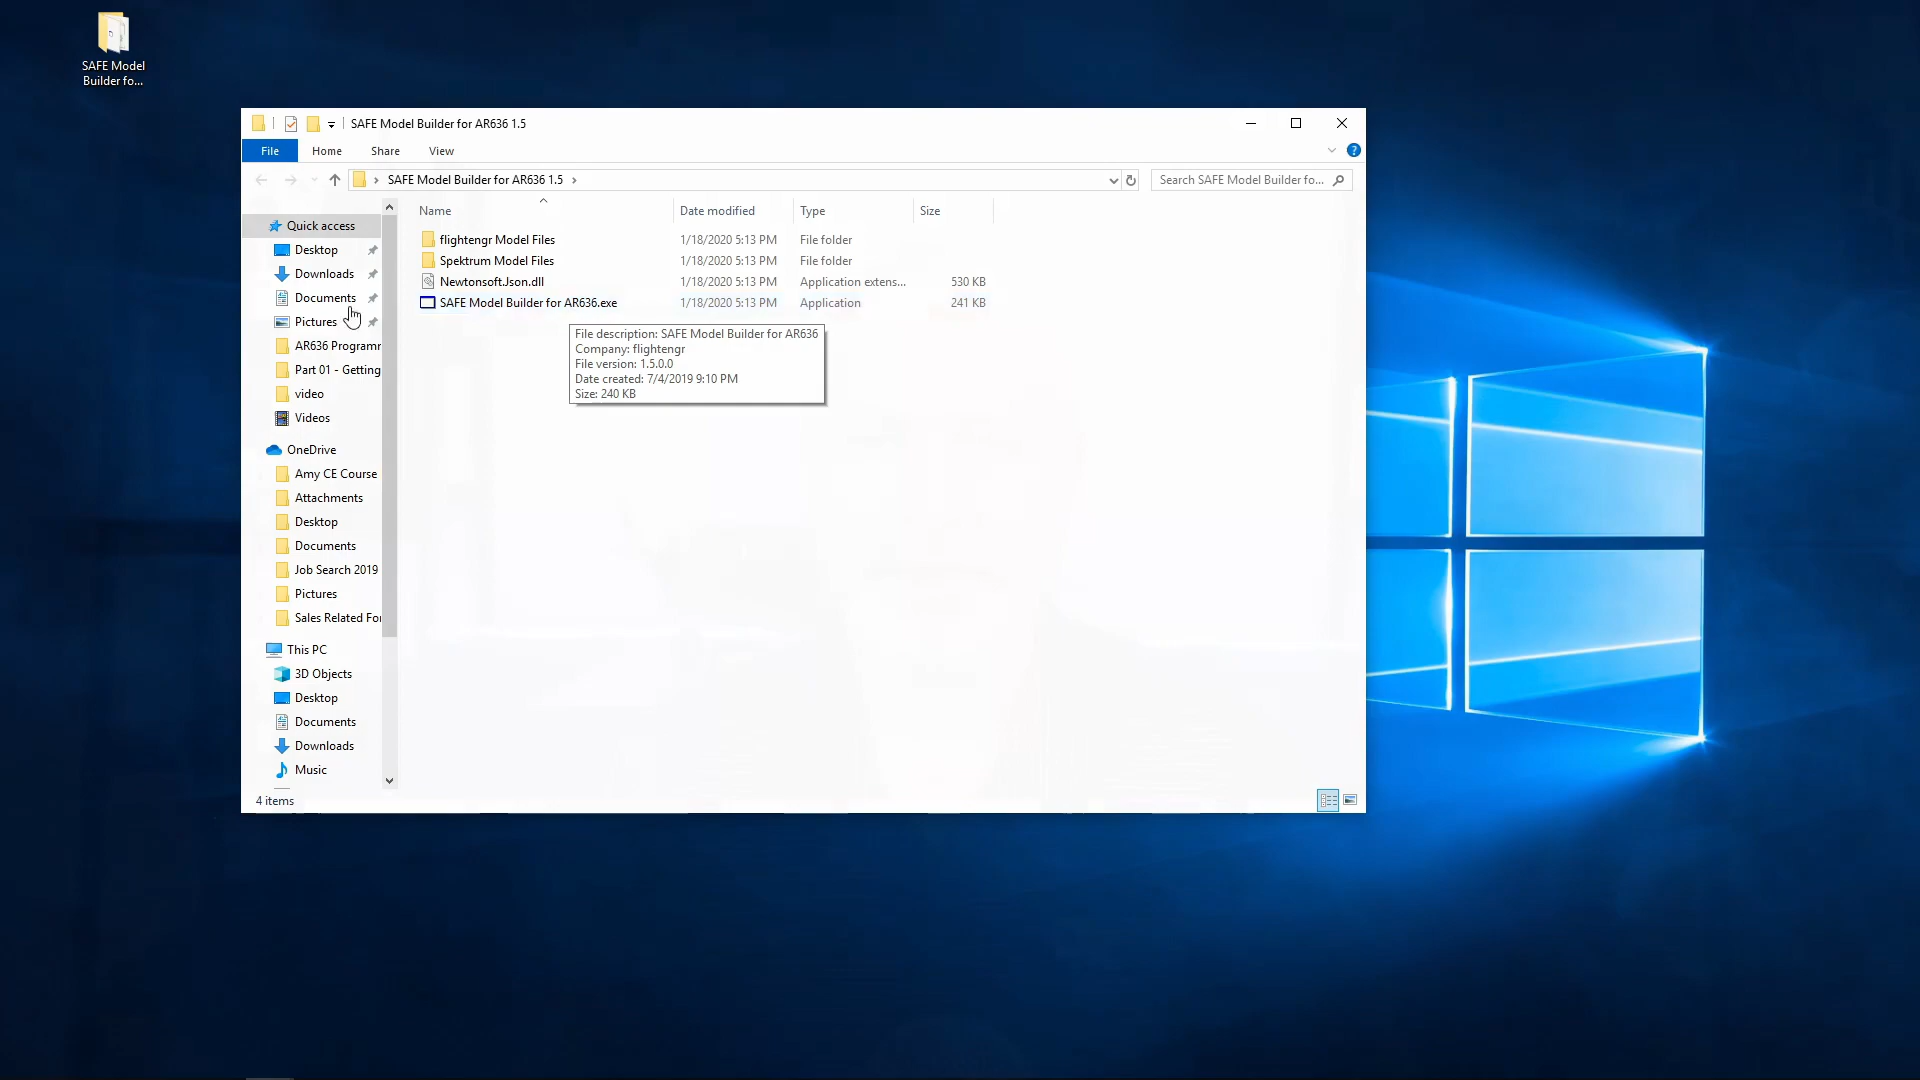 SAFE Model
Builder fo...
SAFE Model Builder for AR636 1.5
File Home Share View
SAFE Model Builder for AR636 1.5
Search SAFE Model Builder fo...
Name Date modified Type Size
flightengr Model Files 1/18/2020 5:13 PM File folder
Spektrum Model Files 1/18/2020 5:13 PM File folder
Newtonsoft.Json.dll 1/18/2020 5:13 PM Application extens... 530 KB
SAFE Model Builder for AR636.exe 1/18/2020 5:13 PM Application 241 KB
File description: SAFE Model Builder for AR636
Company: flightengr
File version: 1.5.0.0
Date created: 7/4/2019 9:10 PM
Size: 240 KB
Quick access
Desktop
Downloads
Documents
Pictures
AR636 Programr
Part 01 - Getting
video
Videos
OneDrive
Amy CE Course
Attachments
Desktop
Documents
Job Search 2019
Pictures
Sales Related For
This PC
3D Objects
Desktop
Documents
Downloads
Music
4 items